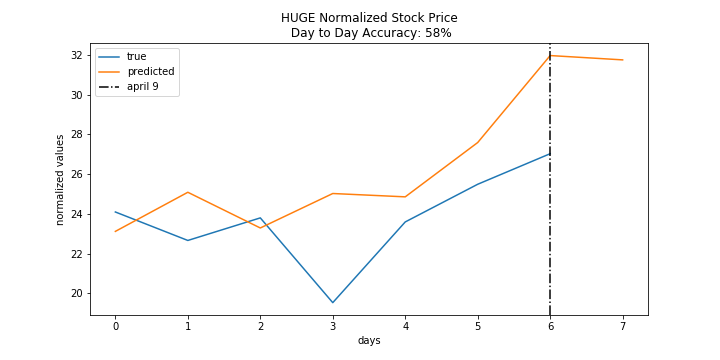 HUGE Normalized Stock Price
Day to Day Accuracy: 58%
true
predicted
april 9
normalized values
32
30
28
26
24
22
20
0 1 2 3 4 5 6 7
days